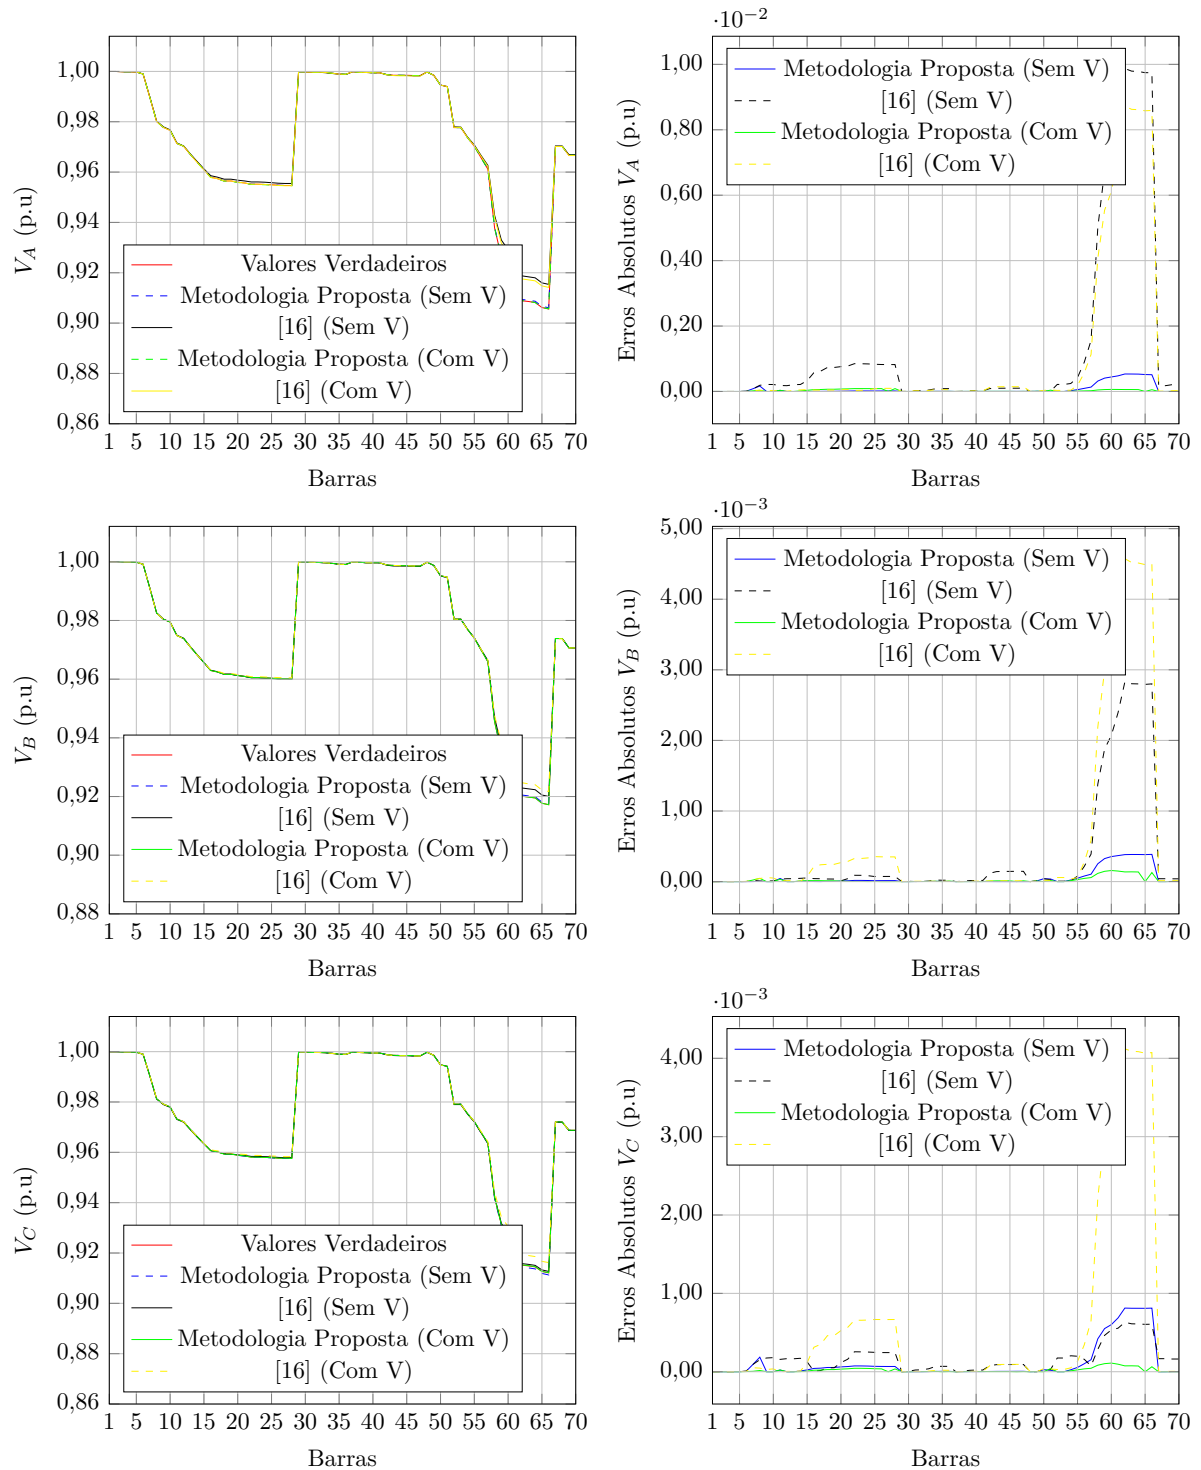 1,00
0,98
0,96
0,94
0,92
0,90
0,88
0,86
V_A (p.u)
Valores Verdadeiros
Metodologia Proposta (Sem V)
[16] (Sem V)
Metodologia Proposta (Com V)
[16] (Com V)
1 5 10 15 20 25 30 35 40 45 50 55 60 65 70
Barras
·10^{-2}
1,00
0,80
0,60
0,40
0,20
0,00
Erros Absolutos V_A (p.u)
Metodologia Proposta (Sem V)
[16] (Sem V)
Metodologia Proposta (Com V)
[16] (Com V)
1 5 10 15 20 25 30 35 40 45 50 55 60 65 70
Barras
1,00
0,98
0,96
0,94
0,92
0,90
0,88
V_B (p.u)
Valores Verdadeiros
Metodologia Proposta (Sem V)
[16] (Sem V)
Metodologia Proposta (Com V)
[16] (Com V)
1 5 10 15 20 25 30 35 40 45 50 55 60 65 70
Barras
·10^{-3}
5,00
4,00
3,00
2,00
1,00
0,00
Erros Absolutos V_B (p.u)
Metodologia Proposta (Sem V)
[16] (Sem V)
Metodologia Proposta (Com V)
[16] (Com V)
1 5 10 15 20 25 30 35 40 45 50 55 60 65 70
Barras
1,00
0,98
0,96
0,94
0,92
0,90
0,88
0,86
V_C (p.u)
Valores Verdadeiros
Metodologia Proposta (Sem V)
[16] (Sem V)
Metodologia Proposta (Com V)
[16] (Com V)
1 5 10 15 20 25 30 35 40 45 50 55 60 65 70
Barras
·10^{-3}
4,00
3,00
2,00
1,00
0,00
Erros Absolutos V_C (p.u)
Metodologia Proposta (Sem V)
[16] (Sem V)
Metodologia Proposta (Com V)
[16] (Com V)
1 5 10 15 20 25 30 35 40 45 50 55 60 65 70
Barras